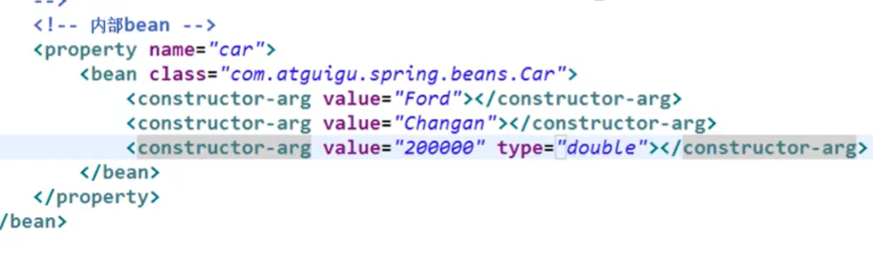 -->
<!-- 内部bean -->
<property name="car">
<bean class="com.atguigu.spring.beans.Car">
<constructor-arg value="Ford"></constructor-arg>
<constructor-arg value="Changan"></constructor-arg>
<constructor-arg value="200000" type="double"></constructor-arg>
</bean>
</property>
/bean>